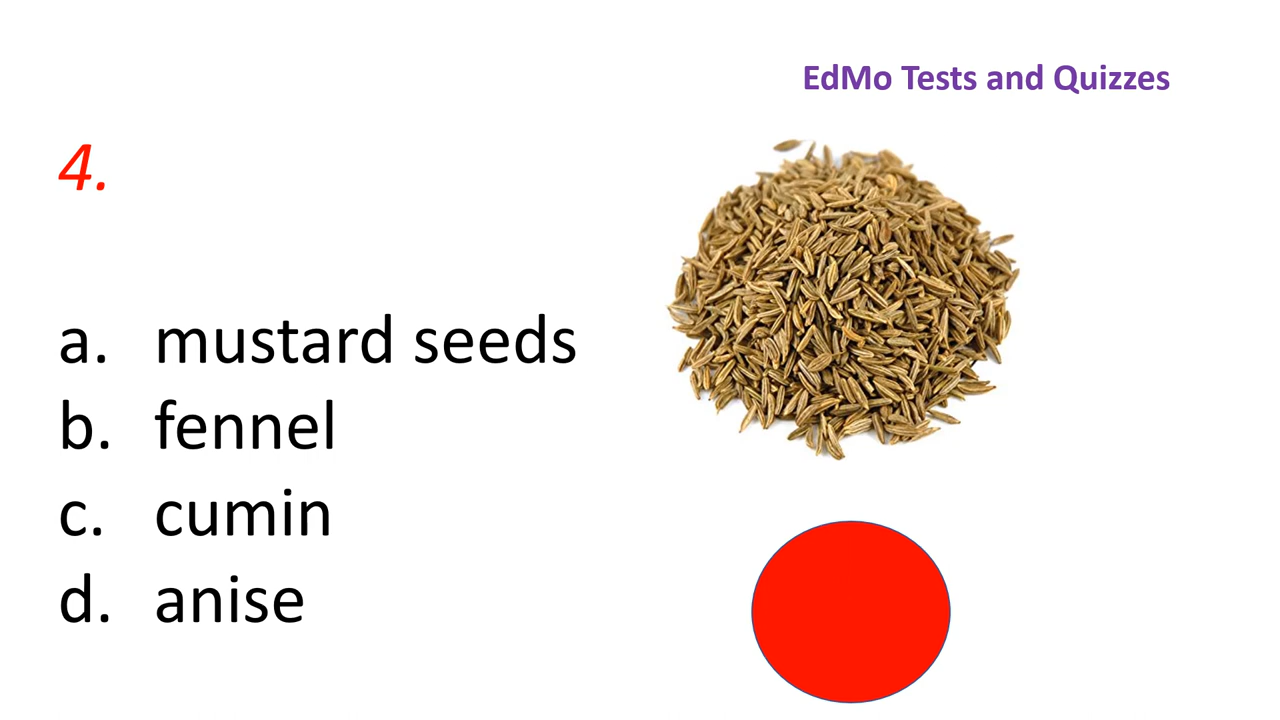 EdMo Tests and Quizzes
4.
a. mustard seeds
b. fennel
c. cumin
d. anise